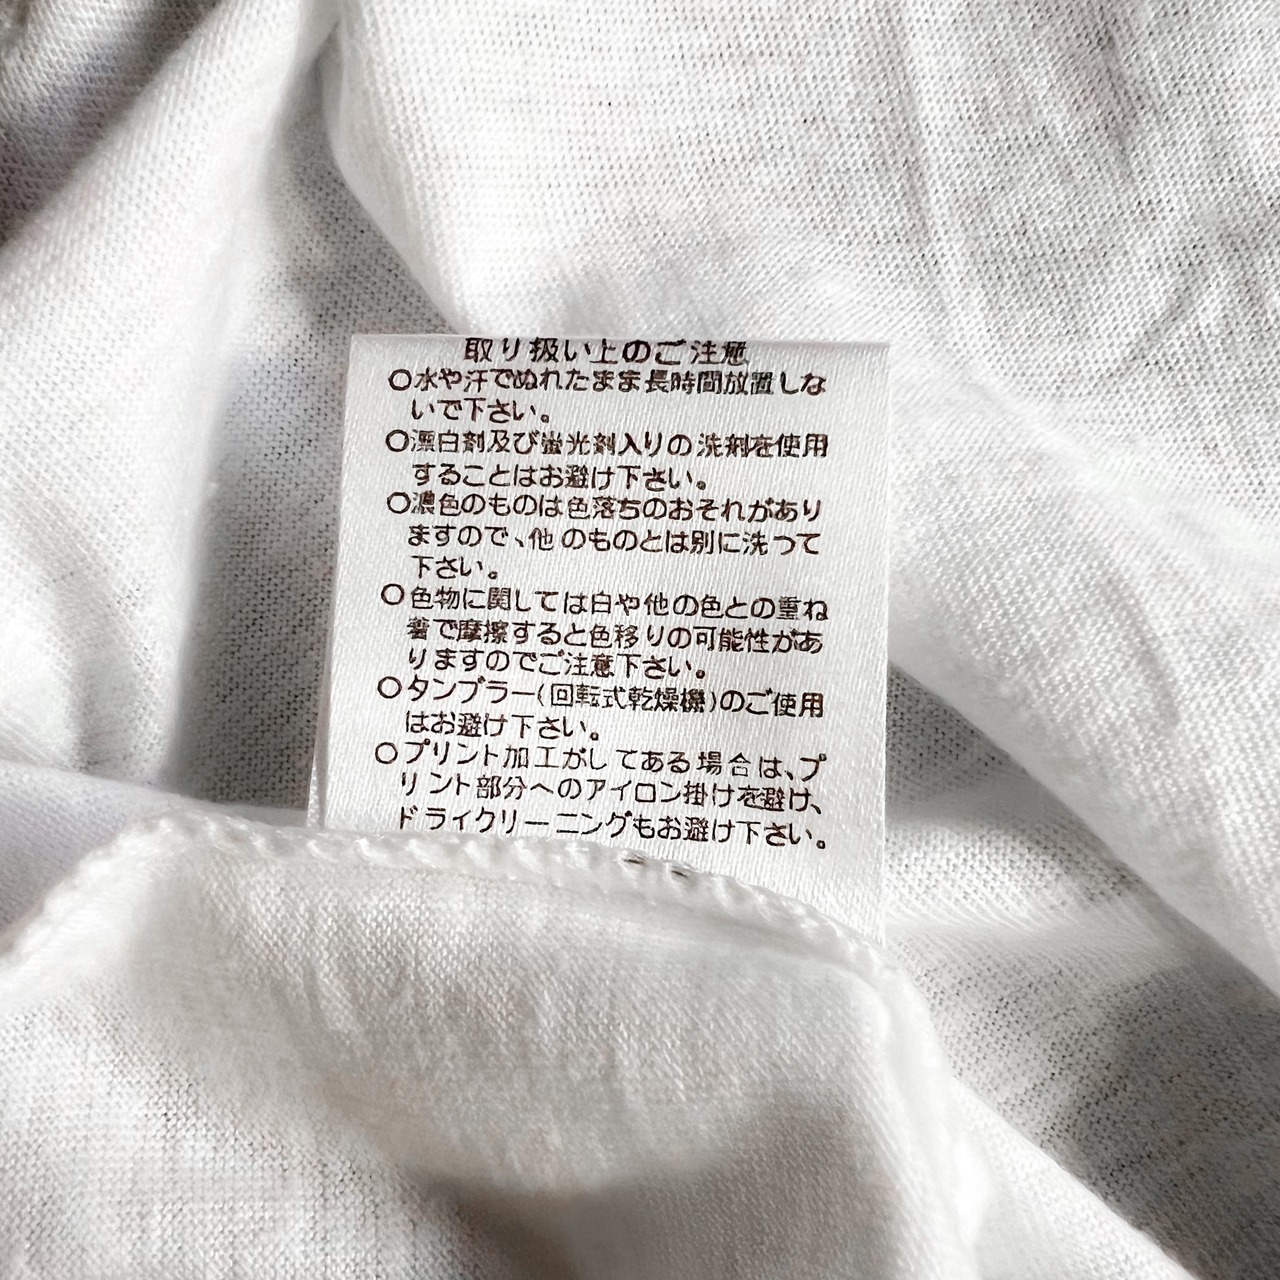 取り扱い上のご注意
○水や汗でぬれたまま長時間放置しな
いで下さい。
○漂白剤及び蛍光剤入りの洗剤を使用
することはお避け下さい。
○濃色のものは色落ちのおそれがあり
ますので、他のものとは別に洗って
下さい。
○色物に関しては白や他の色との重ね
着で摩擦すると色移りの可能性があ
りますのでご注意下さい。
○タンブラー(回転式乾燥機)のご使用
はお避け下さい。
○プリント加工がしてある場合は、プ
リント部分へのアイロン掛けを避け、
ドライクリーニングもお避け下さい。